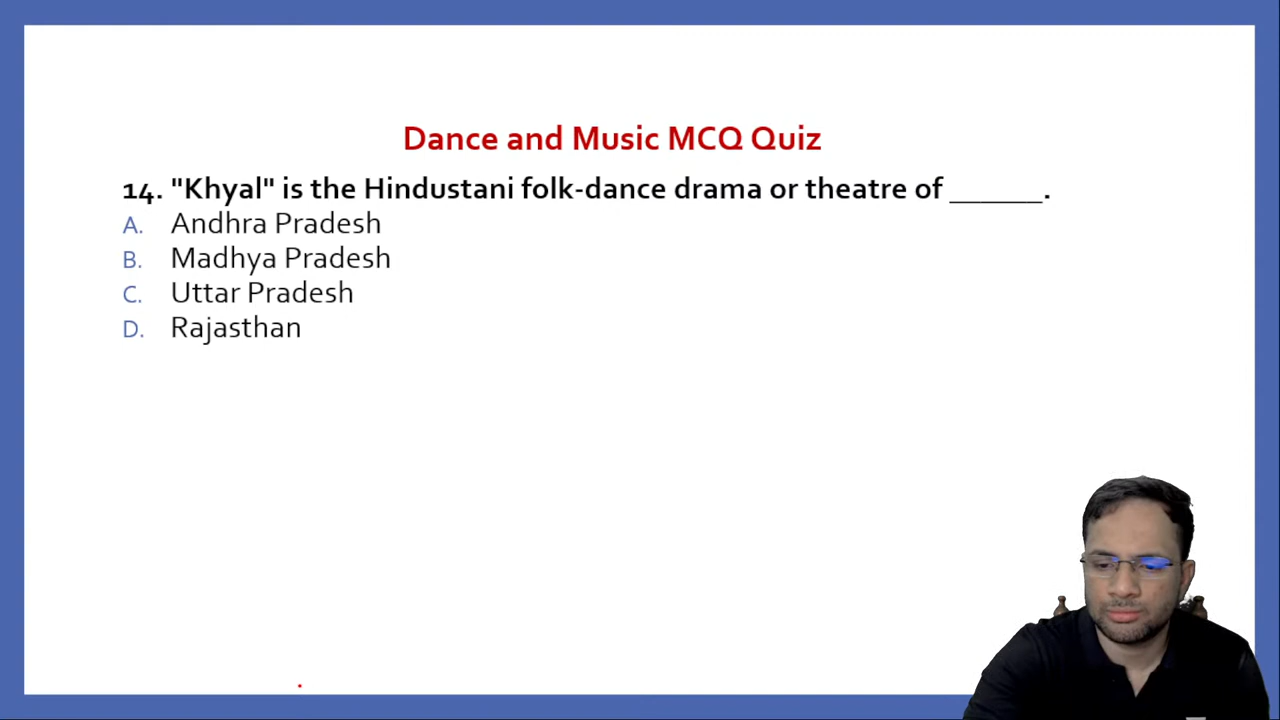 Dance and Music MCQ Quiz
14. "Khyal" is the Hindustani folk-dance drama or theatre of ______.
A. Andhra Pradesh
B. Madhya Pradesh
C. Uttar Pradesh
D. Rajasthan